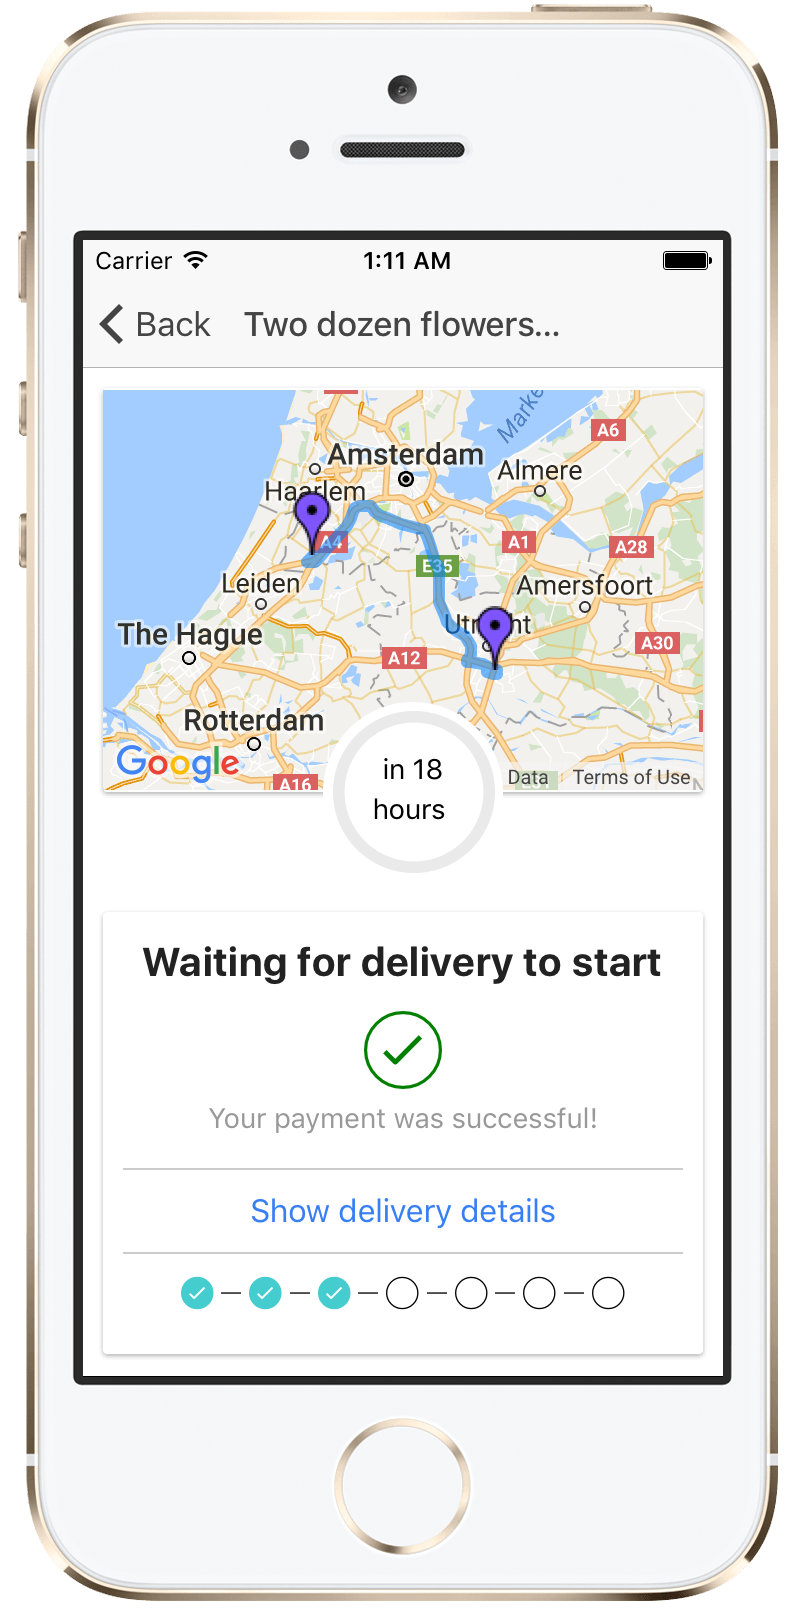 Carrier 1:11 AM
Back Two dozen flowers...
Marke
A6
Amsterdam
Almere
Haarlem
A4
A1
A28
E35
Leiden
Amersfoort
The Hague
Utrecht
A12
A30
Rotterdam
Google
A16
Data Terms of Use
in 18
hours
Waiting for delivery to start
Your payment was successful!
Show delivery details